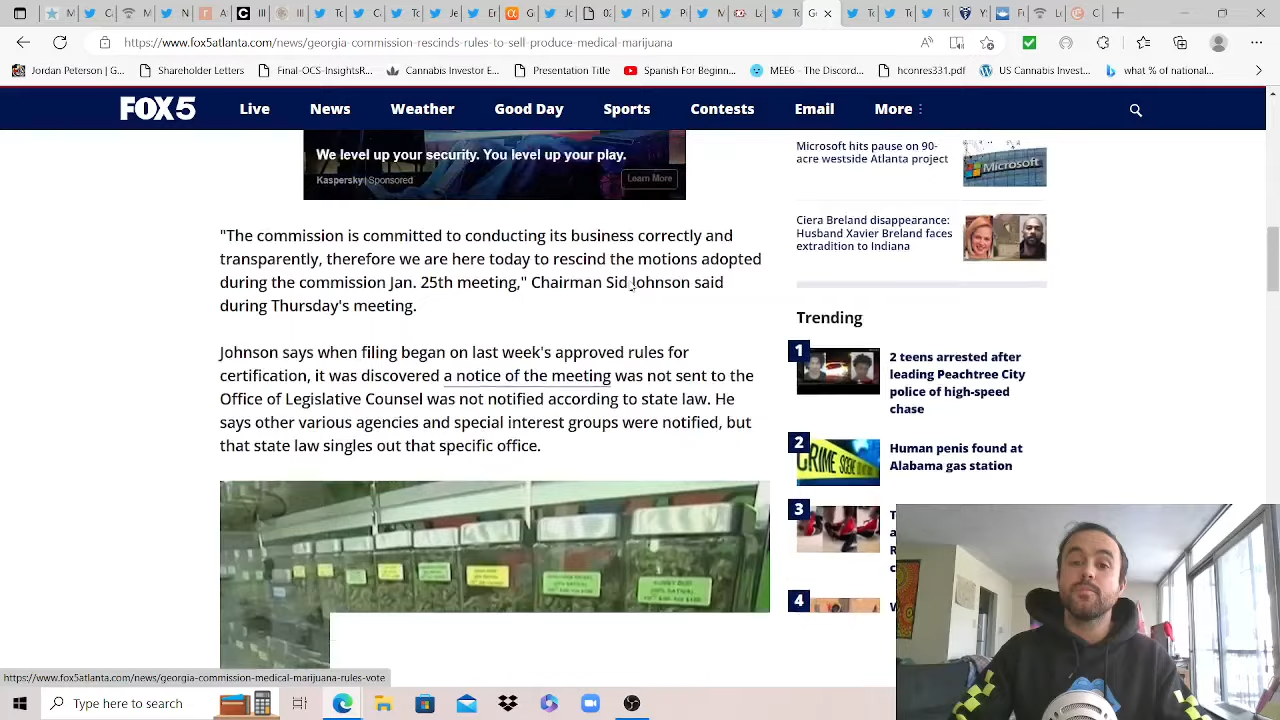 https://www.fox5atlanta.com/news/georgia-commission-rescinds-rules-to-sell-produce-medical-marijuana
Jordan Peterson | G...
Shareholder Letters
Final-OCS_InsightsR...
Cannabis Investor E...
Presentation Title
Spanish For Beginn...
MEE6 - The Discord...
hconres331.pdf
US Cannabis Invest...
what % of national...
FOX 5
Live
News
Weather
Good Day
Sports
Contests
Email
More
We level up your security. You level up your play.
Kaspersky | Sponsored
Learn More
"The commission is committed to conducting its business correctly and
transparently, therefore we are here today to rescind the motions adopted
during the commission Jan. 25th meeting," Chairman Sid Johnson said
during Thursday's meeting.
Johnson says when filing began on last week's approved rules for
certification, it was discovered a notice of the meeting was not sent to the
Office of Legislative Counsel was not notified according to state law. He
says other various agencies and special interest groups were notified, but
that state law singles out that specific office.
Microsoft hits pause on 90-
acre westside Atlanta project
Microsoft
Ciera Breland disappearance:
Husband Xavier Breland faces
extradition to Indiana
Trending
1
2 teens arrested after
leading Peachtree City
police of high-speed
chase
2
CRIME SCENE
Human penis found at
Alabama gas station
3
4
https://www.fox5atlanta.com/news/georgia-commission-medical-marijuana-rules-vote
Type here to search